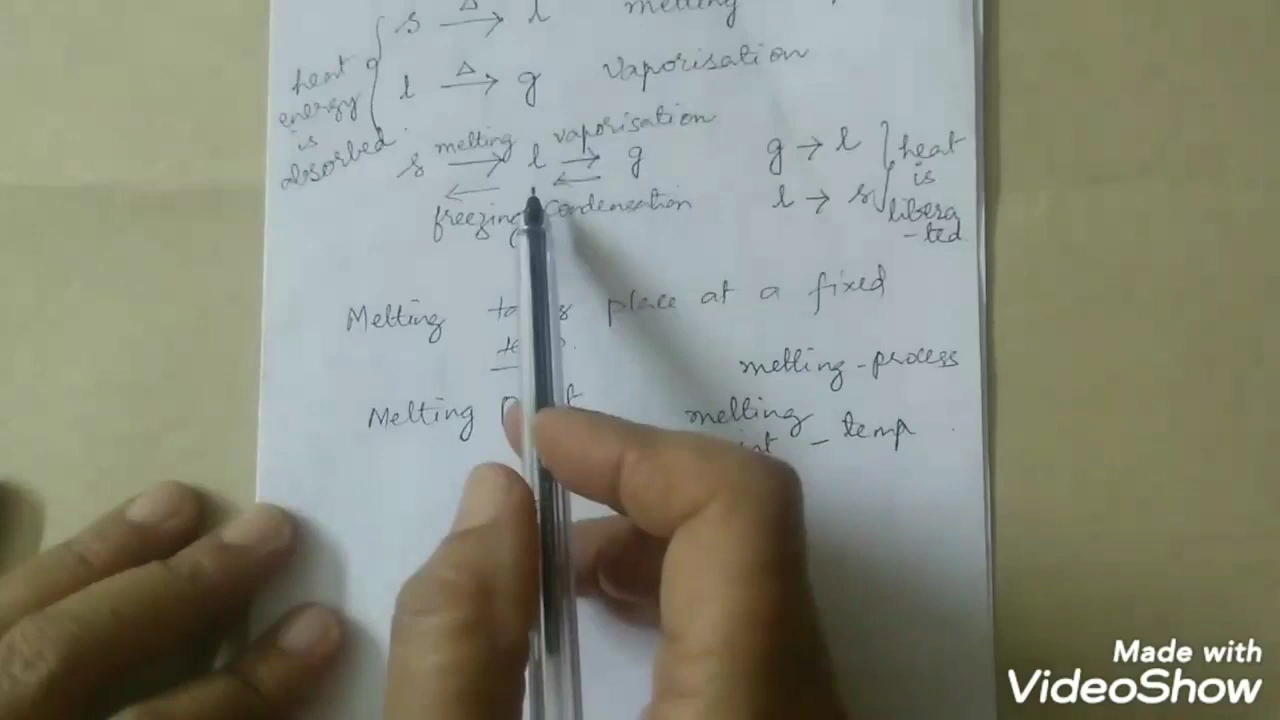 s Δ→ l melting
heat
energy
is
absorbed
l Δ→ g vaporisation
melting vaporisation
s → l → g
← ←
freezing condensation
g → l
l → s
heat
is
libera
-ted
Melting place at a fixed
Melting
melting - process
melting
- temp
Made with
VideoShow